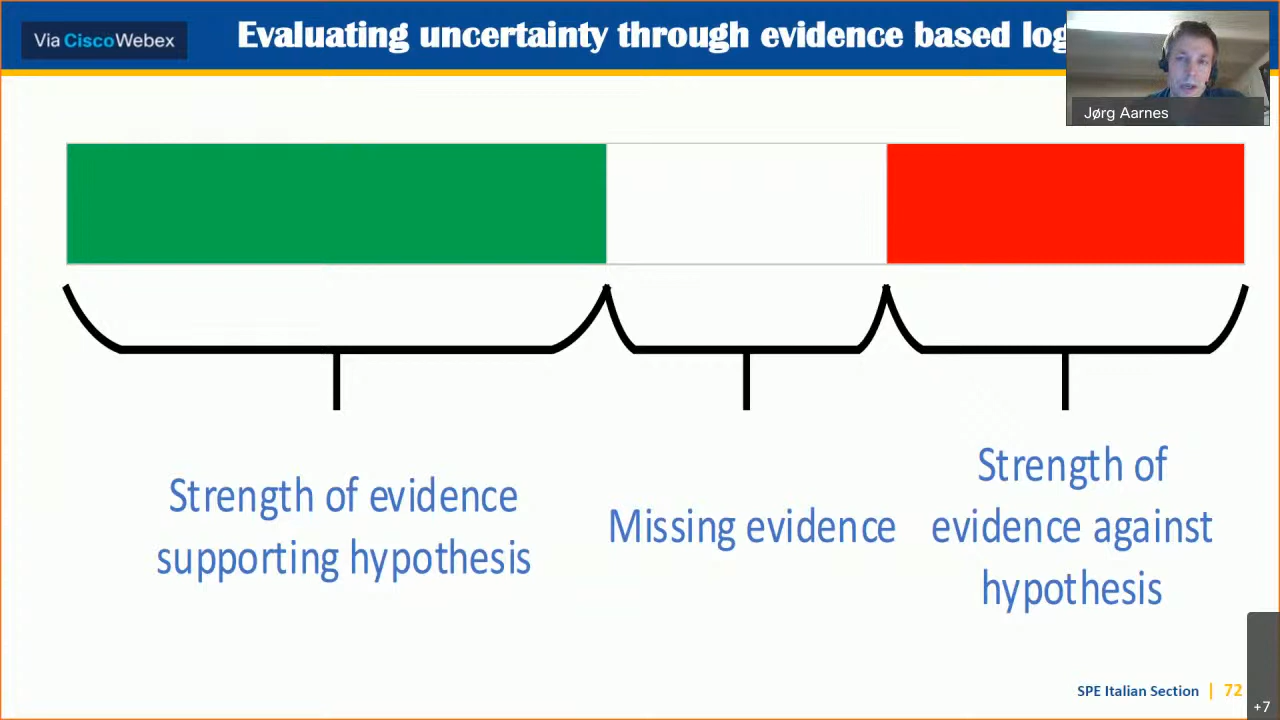 Via CiscoWebex
Evaluating uncertainty through evidence based
Jørg Aarnes
Strength of evidence
supporting hypothesis
Missing evidence
Strength of
evidence against
hypothesis
SPE Italian Section | 72
+7